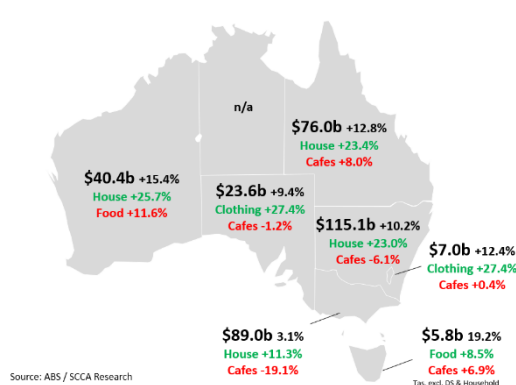 n/a
$76.0b +12.8%
House +23.4%
Cafes +8.0%
$40.4b +15.4%
House +25.7%
Food +11.6%
$23.6b +9.4%
Clothing +27.4%
Cafes -1.2%
$115.1b +10.2%
House +23.0%
Cafes -6.1%
$7.0b +12.4%
Clothing +27.4%
Cafes +0.4%
$89.0b 3.1%
House +11.3%
Cafes -19.1%
$5.8b 19.2%
Food +8.5%
Cafes +6.9%
Tas. excl. DS & Household
Source: ABS / SCCA Research